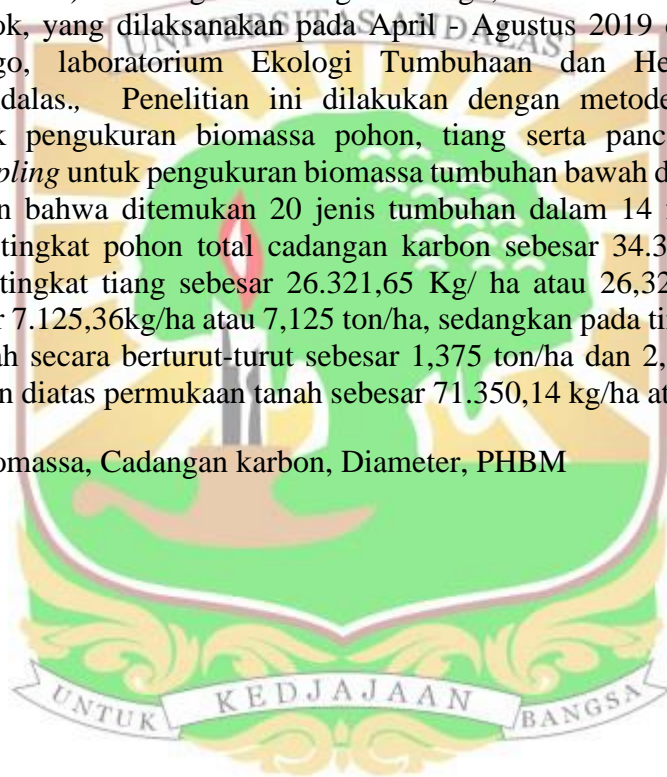 ok, yang dilaksanakan pada April - Agustus 2019
UNIVERSITAS ANDALAS
go, laboratorium Ekologi Tumbuhaan dan He
dalas., Penelitian ini dilakukan dengan metode
k pengukuran biomassa pohon, tiang serta panc
pling untuk pengukuran biomassa tumbuhan bawah d
n bahwa ditemukan 20 jenis tumbuhan dalam 14
tingkat pohon total cadangan karbon sebesar 34.3
tingkat tiang sebesar 26.321,65 Kg/ ha atau 26,32
r 7.125,36kg/ha atau 7,125 ton/ha, sedangkan pada ti
ah secara berturut-turut sebesar 1,375 ton/ha dan 2,
n diatas permukaan tanah sebesar 71.350,14 kg/ha at
omassa, Cadangan karbon, Diameter, PHBM
UNTUK KEDJAJAAN BANGSA